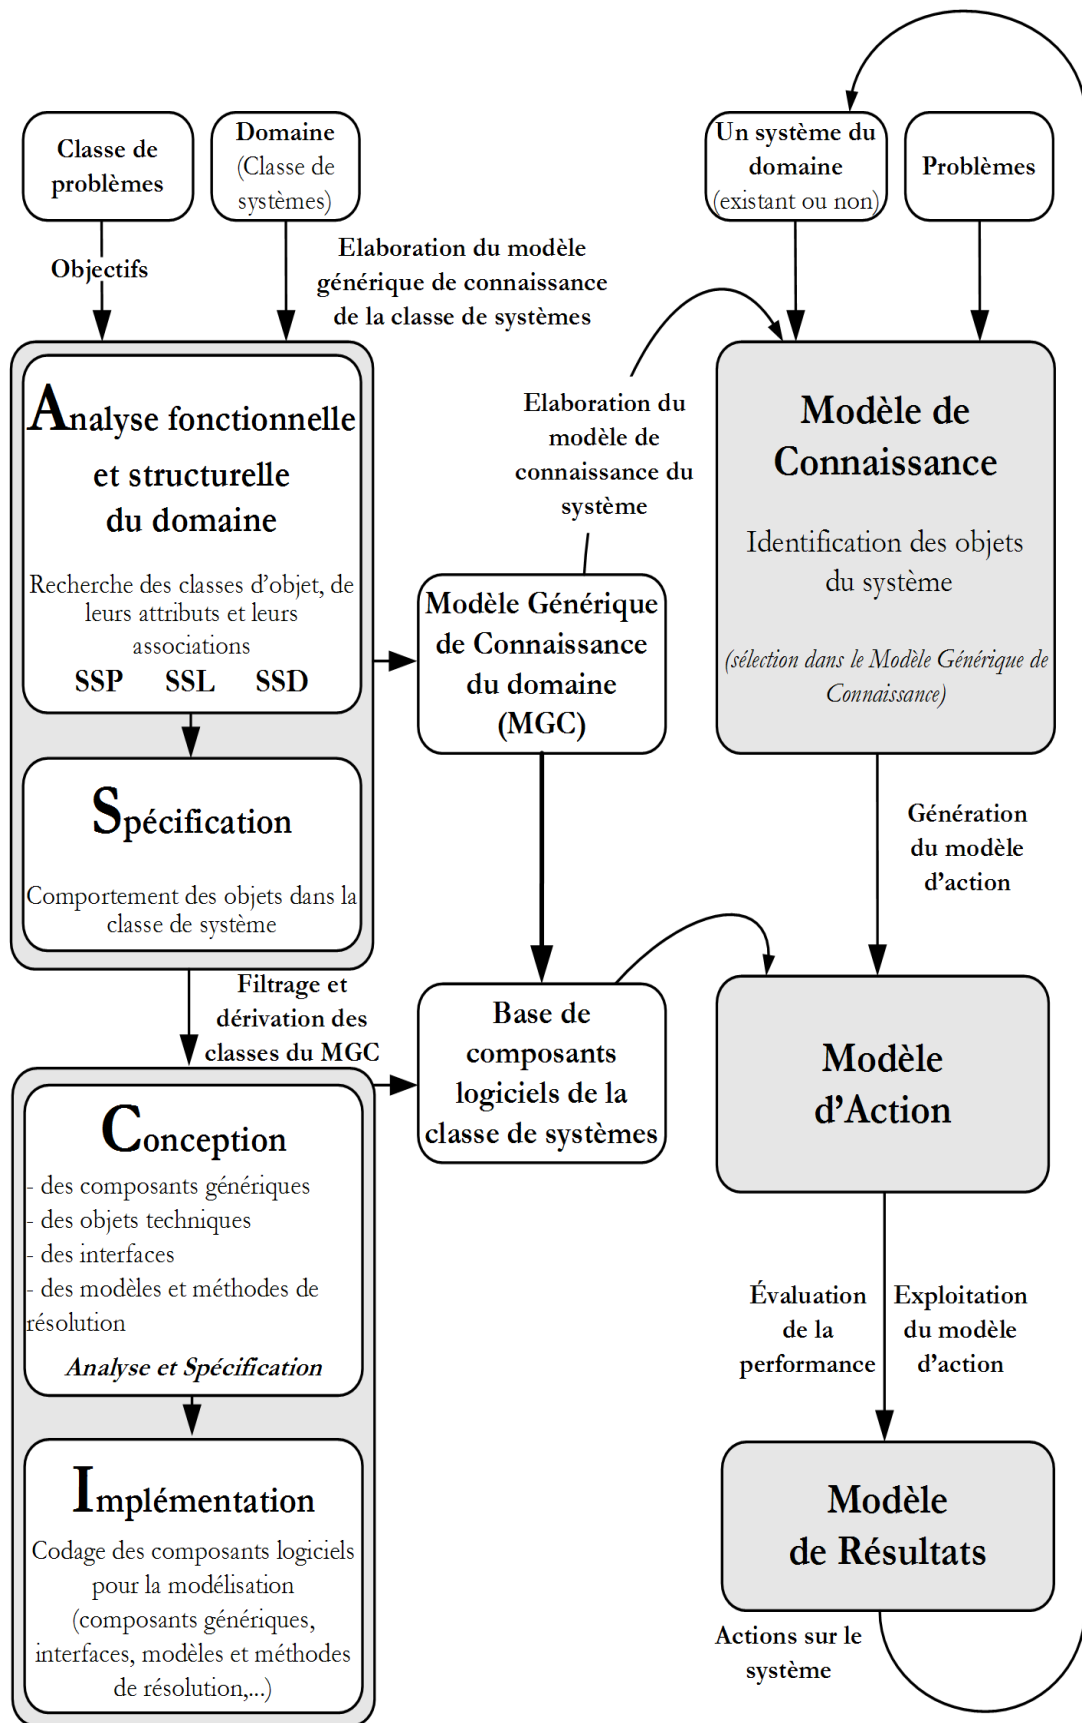 Classe de
problèmes
Domaine
(Classe de
systèmes)
Un système du
domaine
(existant ou non)
Problèmes
Objectifs
Elaboration du modèle
générique de connaissance
de la classe de systèmes
Analyse fonctionnelle
et structurelle
du domaine
Recherche des classes d’objet, de
leurs attributs et leurs
associations
SSP SSL SSD
Elaboration du
modèle de
connaissance du
système
Modèle de
Connaissance
Identification des objets
du système
(sélection dans le Modèle Générique de
Connaissance)
Modèle Générique
de Connaissance
du domaine
(MGC)
Spécification
Comportement des objets dans la
classe de système
Génération
du modèle
d’action
Filtrage et
dérivation des
classes du MGC
Base de
composants
logiciels de la
classe de systèmes
Modèle
d’Action
Conception
- des composants génériques
- des objets techniques
- des interfaces
- des modèles et méthodes de
résolution
Analyse et Spécification
Évaluation
de la
performance
Exploitation
du modèle
d’action
Implémentation
Codage des composants logiciels
pour la modélisation
(composants génériques,
interfaces, modèles et méthodes
de résolution,...)
Modèle
de Résultats
Actions sur le
système